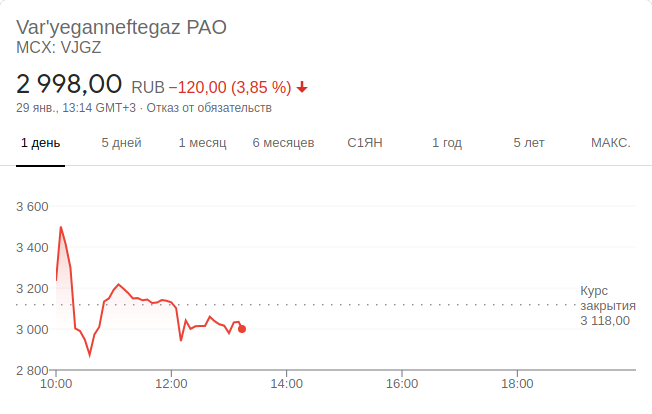 Var'yeganneftegaz PAO
MCX: VJGZ
2 998,00 RUB −120,00 (3,85 %)
29 янв., 13:14 GMT+3 · Отказ от обязательств
1 день 5 дней 1 месяц 6 месяцев С1ЯН 1 год 5 лет МАКС.
3 600
3 400
3 200
3 000
2 800
Курс
закрытия
3 118,00
10:00 12:00 14:00 16:00 18:00